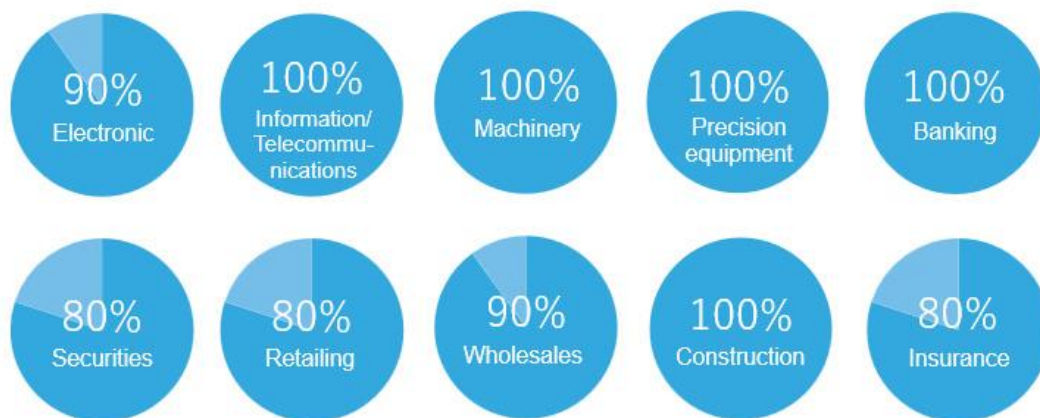 90%
Electronic
100%
Information/
Telecommu-
nications
100%
Machinery
100%
Precision
equipment
100%
Banking
80%
Securities
80%
Retailing
90%
Wholesales
100%
Construction
80%
Insurance